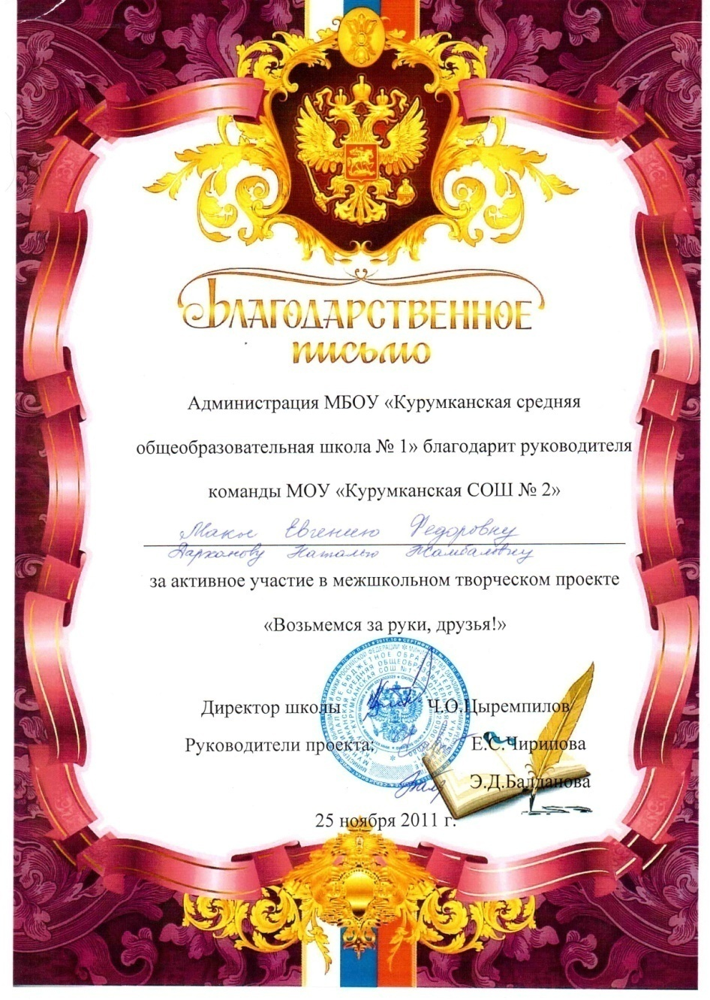 Благодарственное
письмо
Администрация МБОУ «Курумканская средняя
общеобразовательная школа № 1» благодарит руководителя
команды МОУ «Курумканская СОШ № 2»
Евгению Федоровну
Дарханову Наталью Жамбаловну
за активное участие в межшкольном творческом проекте
«Возьмемся за руки, друзья!»
Директор школы Ч.О.Цыремпилов
Руководители проекта: Е.С.Чирипова
Э.Д.Балданова
25 ноября 2011 г.